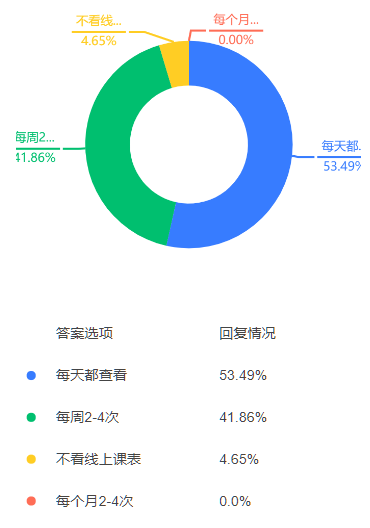 不看线...
4.65%
每个月...
0.00%
每周2...
41.86%
每天都...
53.49%
答案选项 回复情况
每天都查看 53.49%
每周2-4次 41.86%
不看线上课表 4.65%
每个月2-4次 0.0%